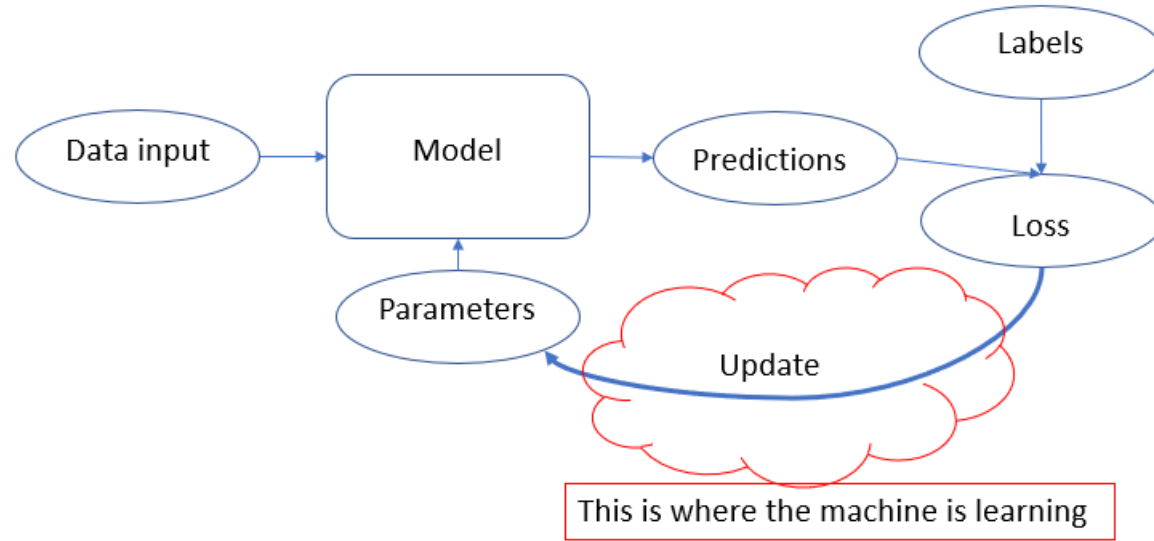 Labels
Data input
Model
Predictions
Loss
Parameters
Update
This is where the machine is learning